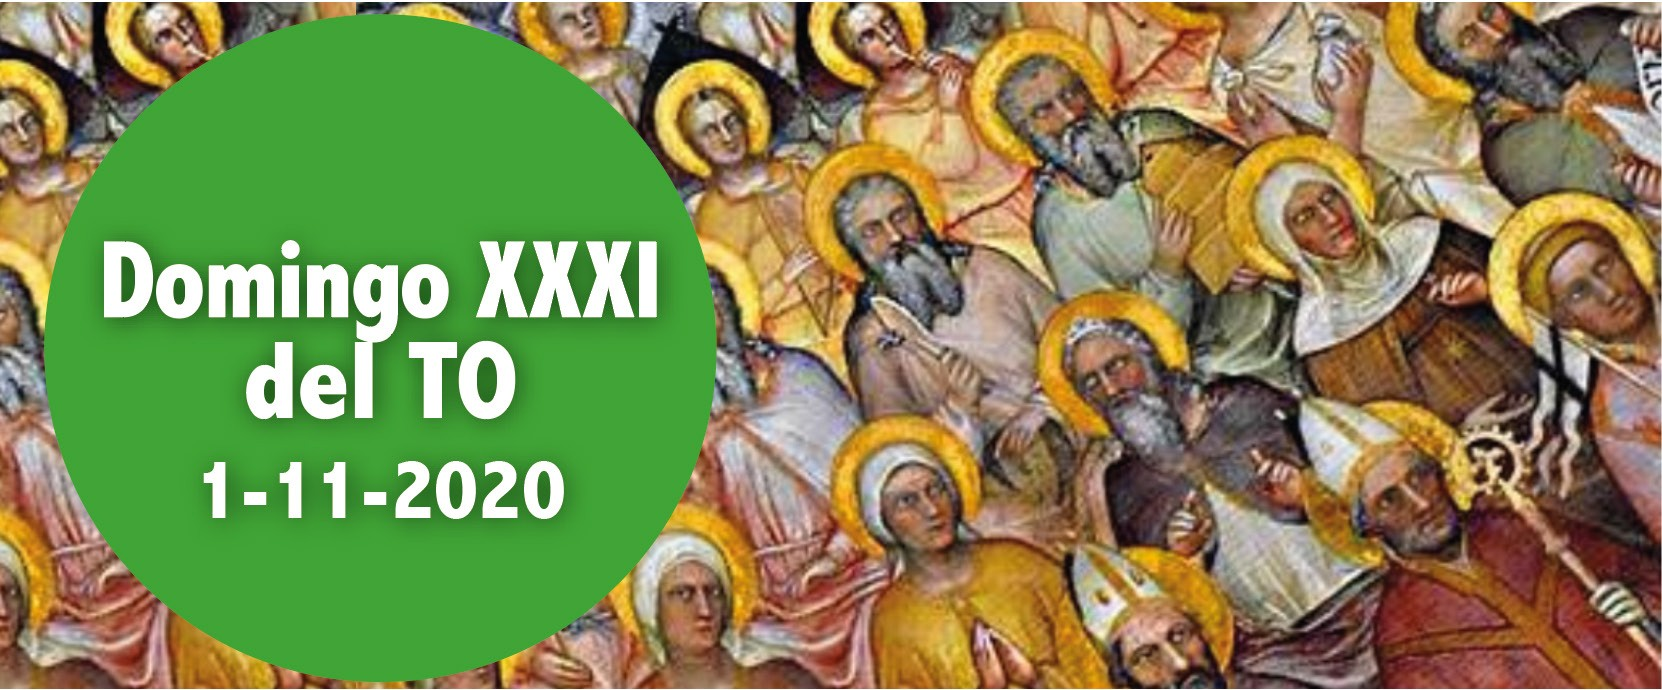 Domingo XXXI
del TO
1-11-2020